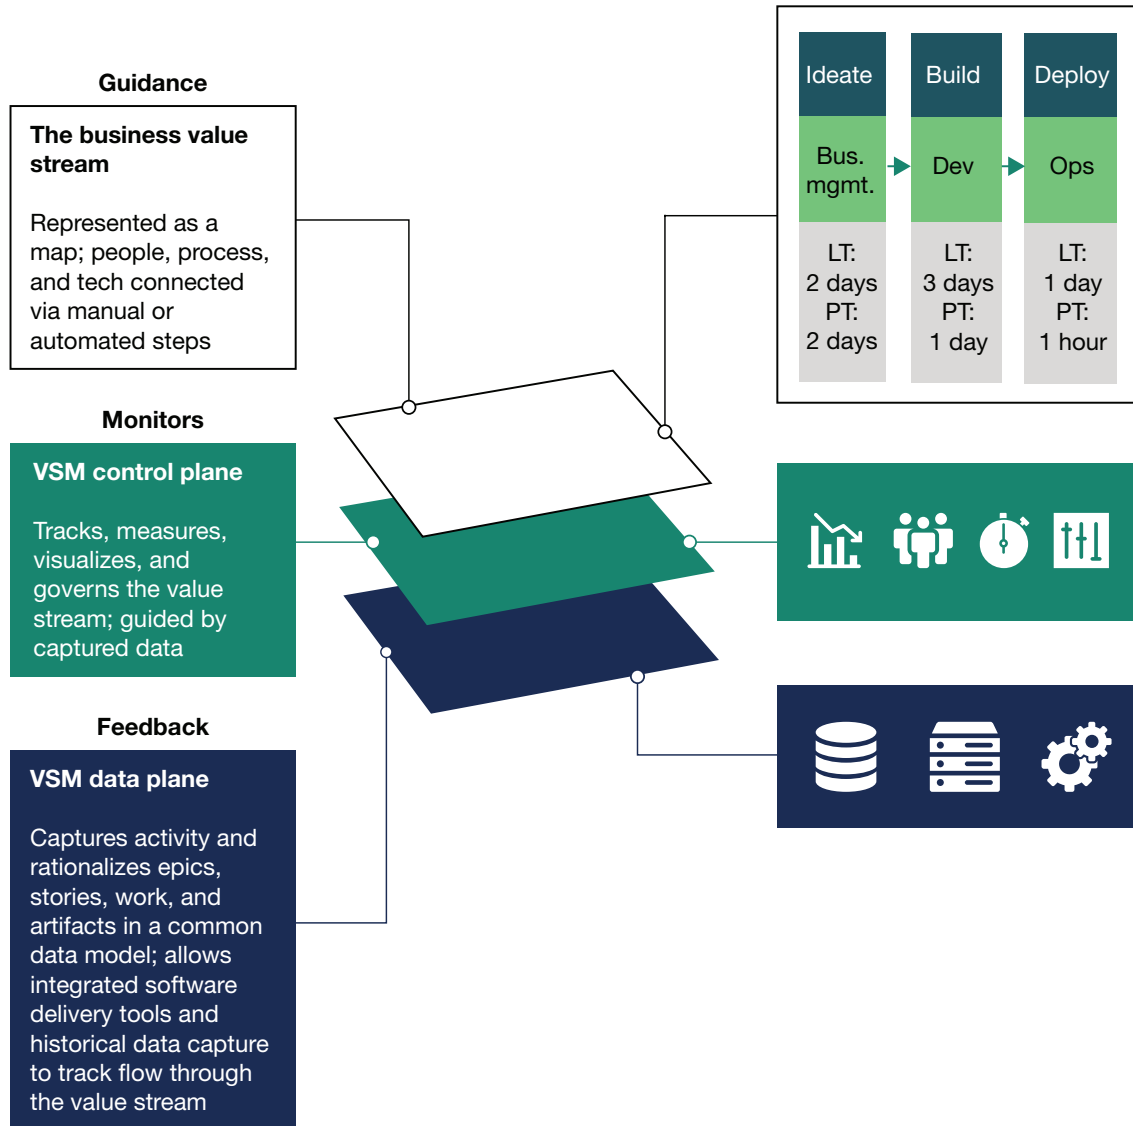 Guidance
The business value
stream
Represented as a
map; people, process,
and tech connected
via manual or
automated steps
Ideate
Build
Deploy
Bus.
mgmt.
Dev
Ops
LT:
2 days
PT:
2 days
LT:
3 days
PT:
1 day
LT:
1 day
PT:
1 hour
Monitors
VSM control plane
Tracks, measures,
visualizes, and
governs the value
stream; guided by
captured data
Feedback
VSM data plane
Captures activity and
rationalizes epics,
stories, work, and
artifacts in a common
data model; allows
integrated software
delivery tools and
historical data capture
to track flow through
the value stream